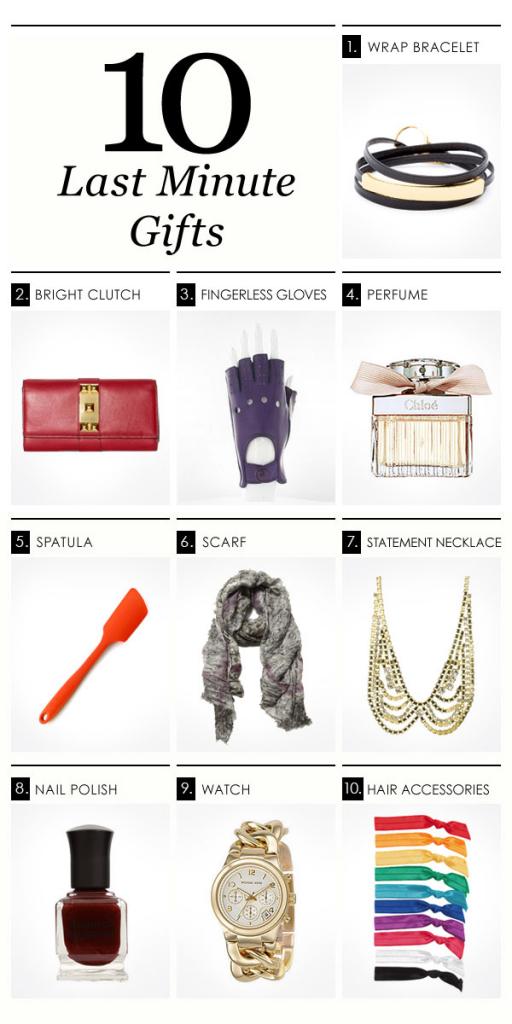 10
Last Minute
Gifts
1. WRAP BRACELET
2. BRIGHT CLUTCH
3. FINGERLESS GLOVES
4. PERFUME
Chloé
5. SPATULA
6. SCARF
7. STATEMENT NECKLACE
8. NAIL POLISH
9. WATCH
MICHAEL KORS
10. HAIR ACCESSORIES